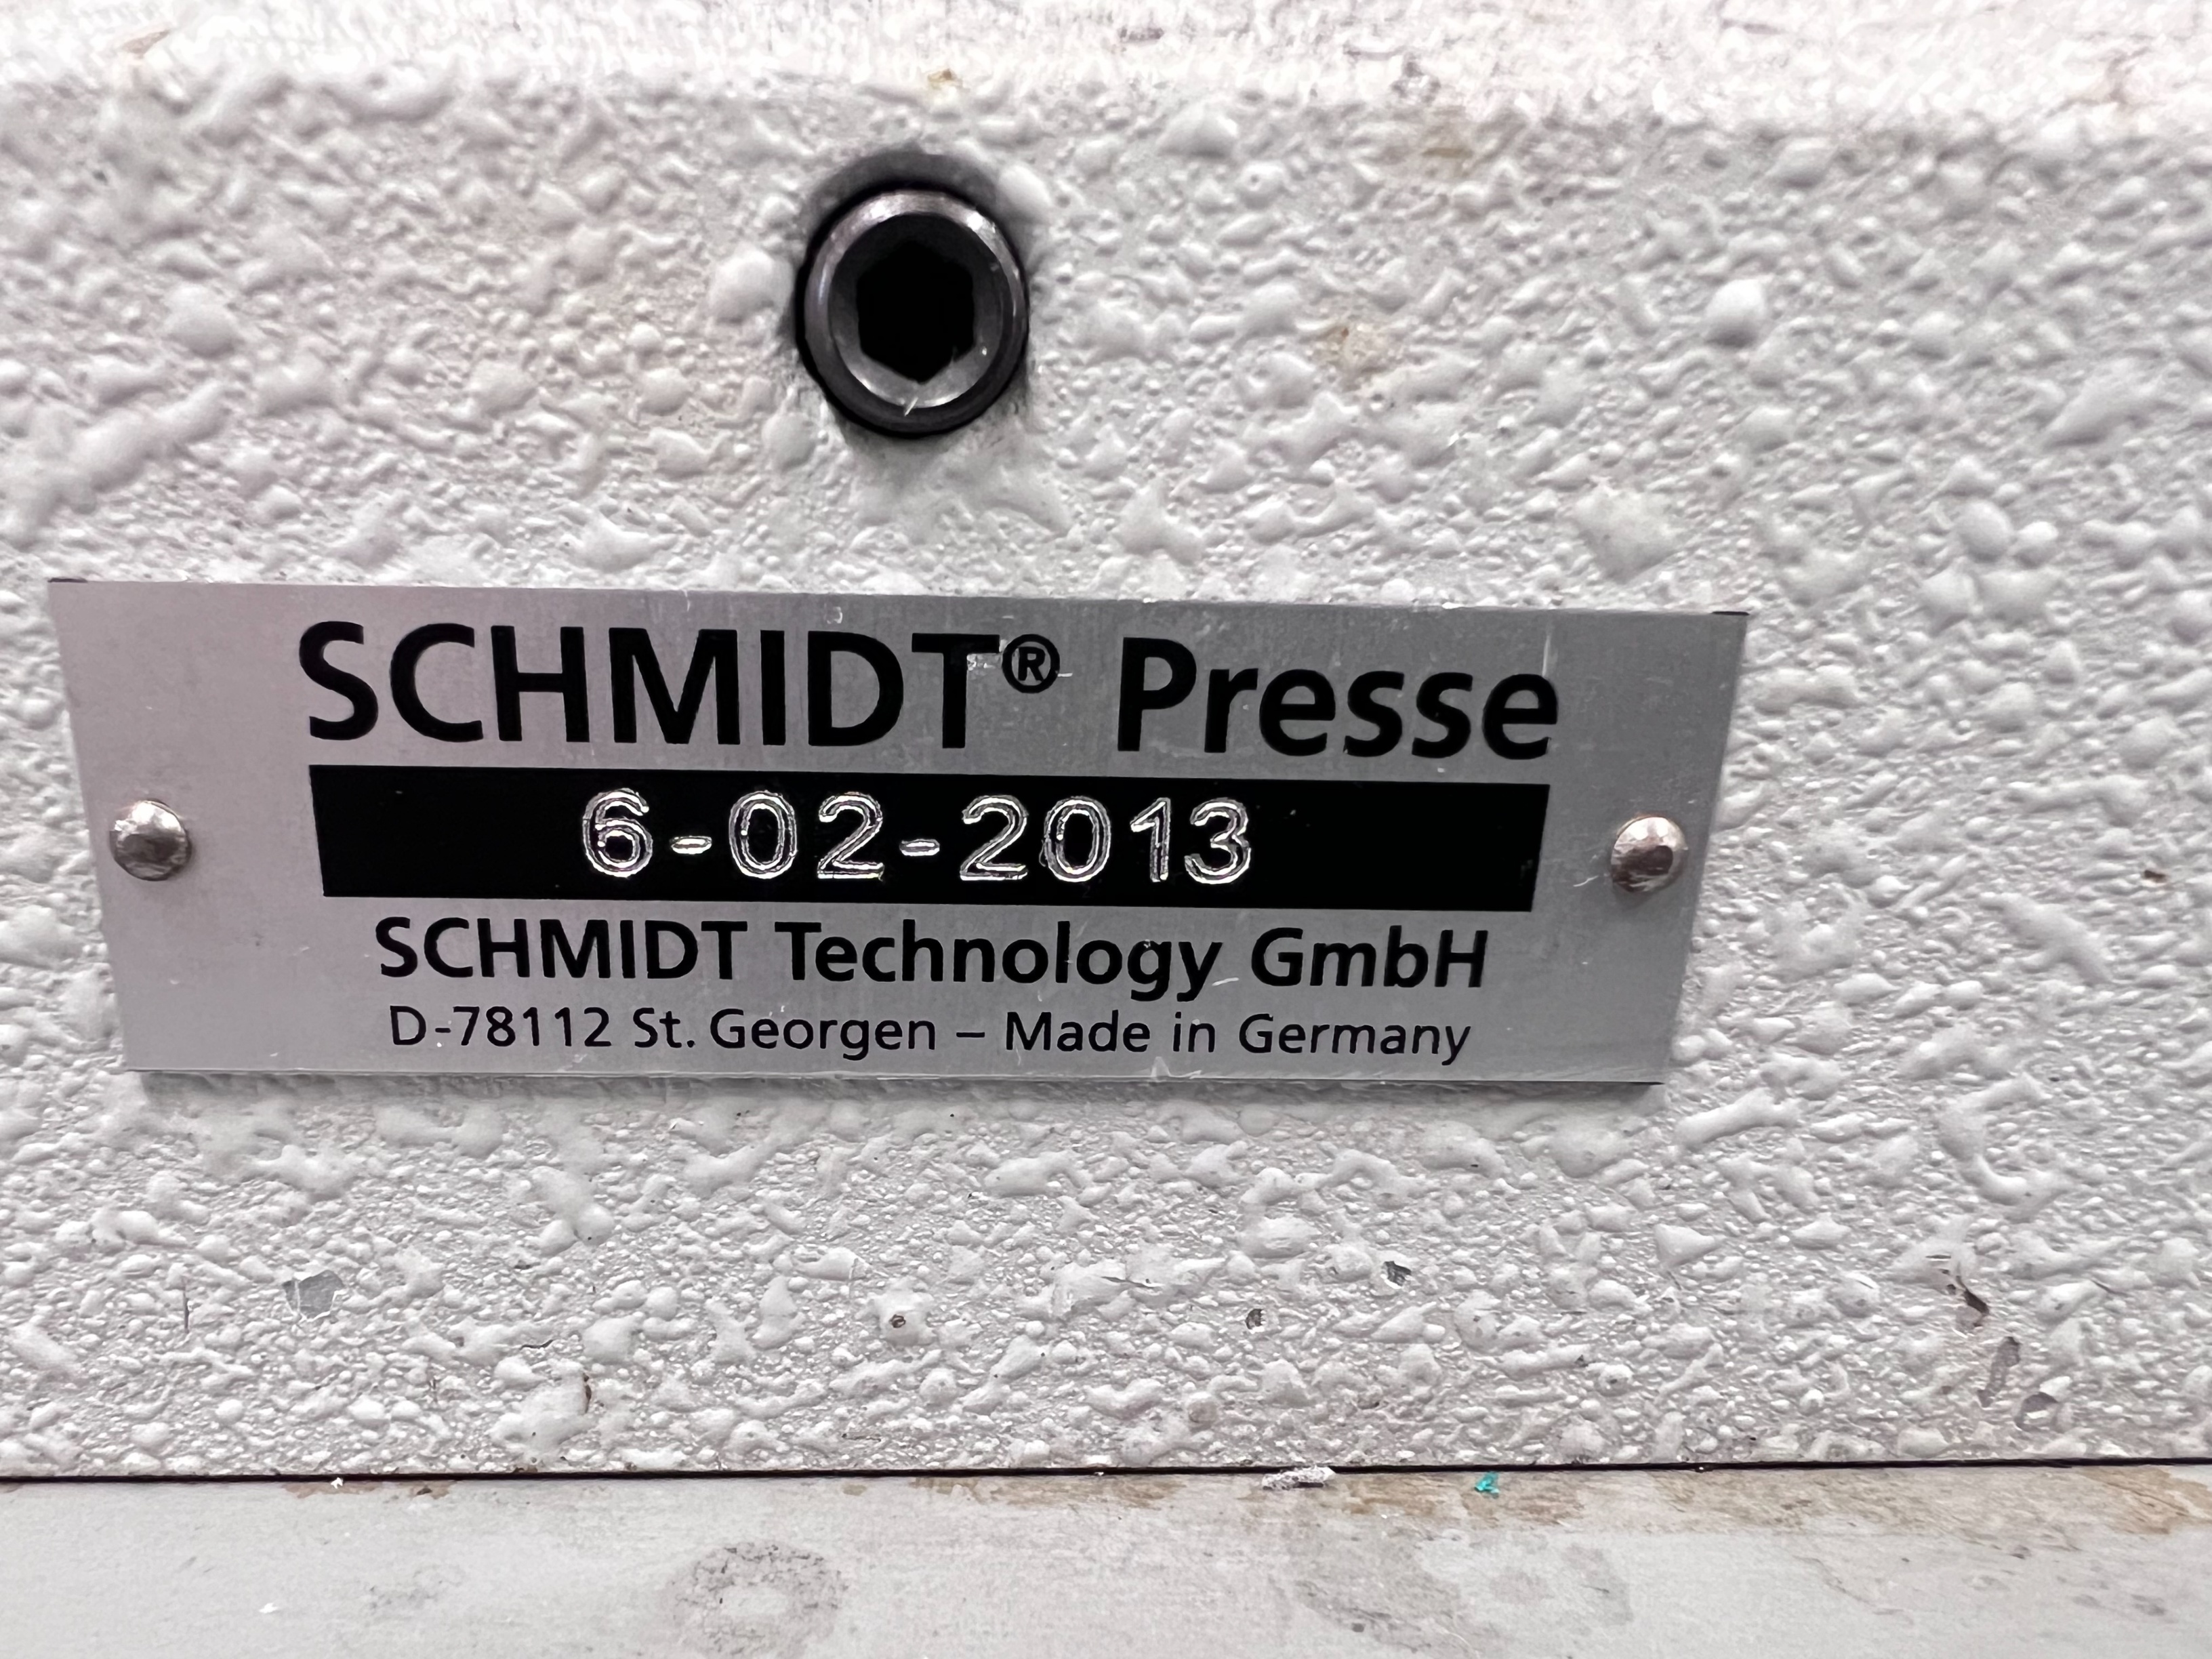 SCHMIDT® Presse
6-02-2013
SCHMIDT Technology GmbH
D-78112 St. Georgen – Made in Germany